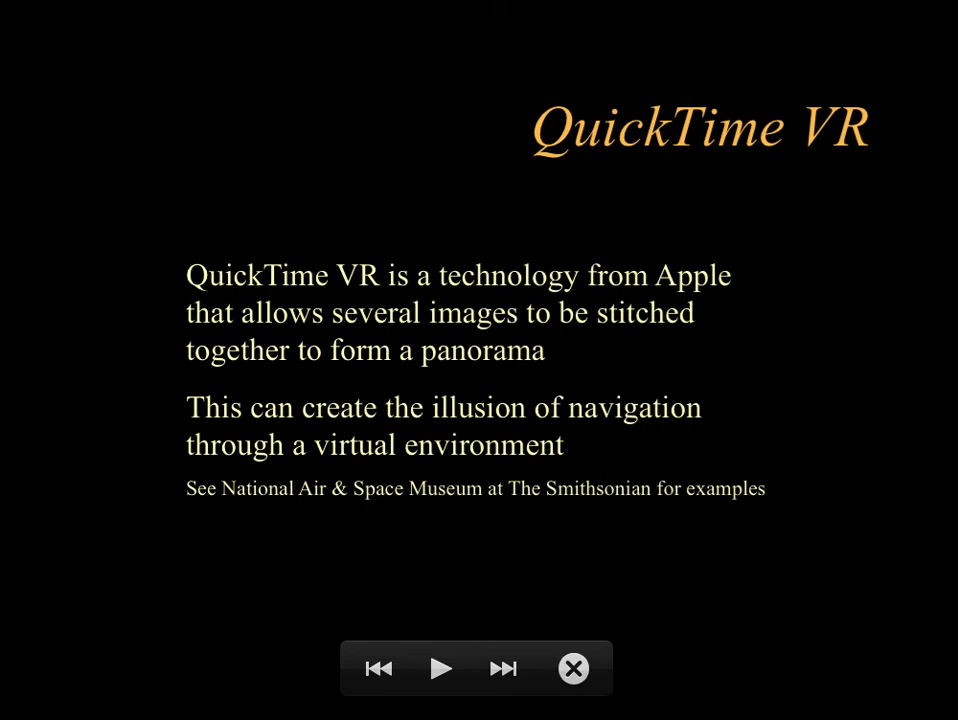 QuickTime VR
QuickTime VR is a technology from Apple
that allows several images to be stitched
together to form a panorama
This can create the illusion of navigation
through a virtual environment
See National Air & Space Museum at The Smithsonian for examples